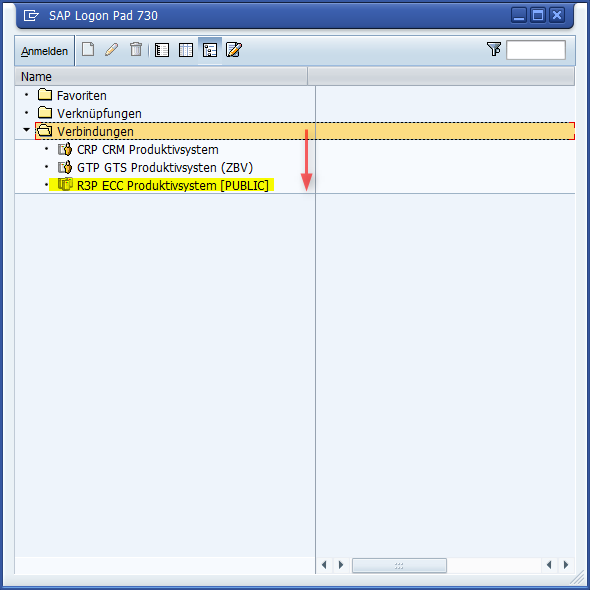 SAP Logon Pad 730
Anmelden
Name
Favoriten
Verknüpfungen
Verbindungen
CRP CRM Produktivsystem
GTP GTS Produktivsysten (ZBV)
R3P ECC Produktivsystem [PUBLIC]